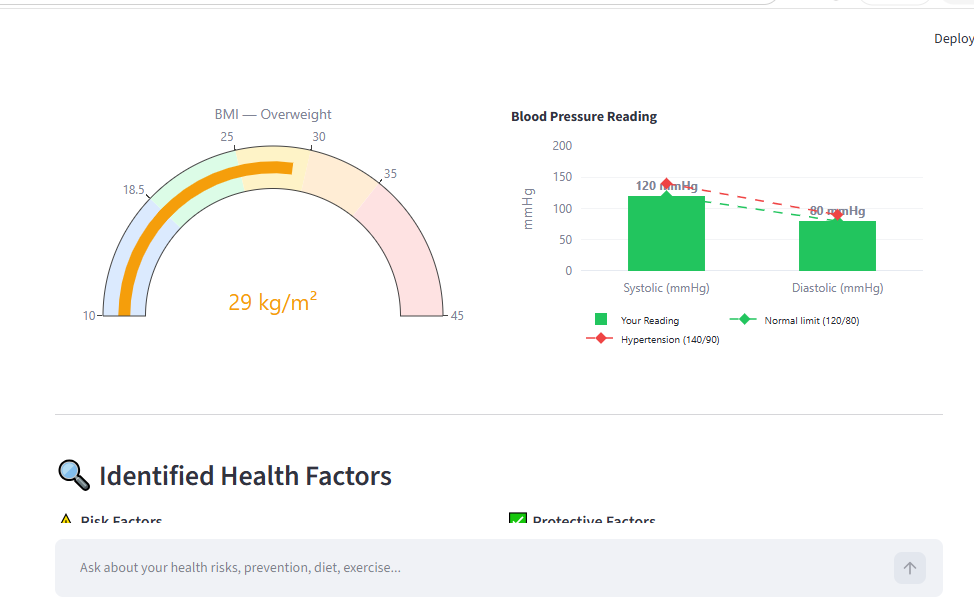 Deploy
BMI — Overweight
25
30
18.5
35
10
45
29 kg/m²
Blood Pressure Reading
200
150
100
50
0
mmHg
120 mmHg
80 mmHg
Systolic (mmHg)
Diastolic (mmHg)
Your Reading
Normal limit (120/80)
Hypertension (140/90)
Identified Health Factors
Risk Factors
Protective Factors
Ask about your health risks, prevention, diet, exercise...